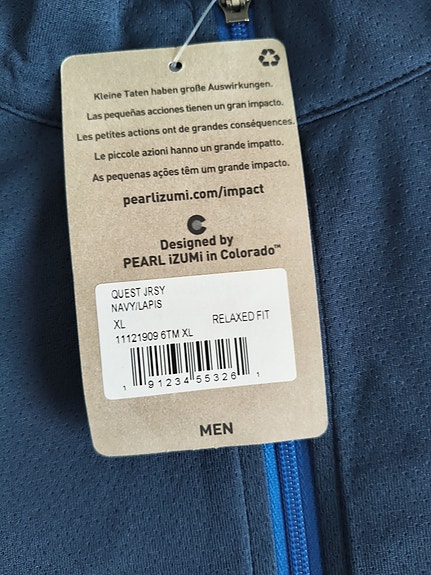 Kleine Taten haben große Auswirkungen.
Las pequeñas acciones tienen un gran impacto.
Les petites actions ont de grandes conséquences.
Le piccole azioni hanno un grande impatto.
As pequenas ações têm um grande impacto.
pearlizumi.com/impact
Designed by
PEARL iZUMi in Colorado™
QUEST JRSY
NAVY/LAPIS
XL RELAXED FIT
11121909 6TM XL
1 91234 55326 1
MEN